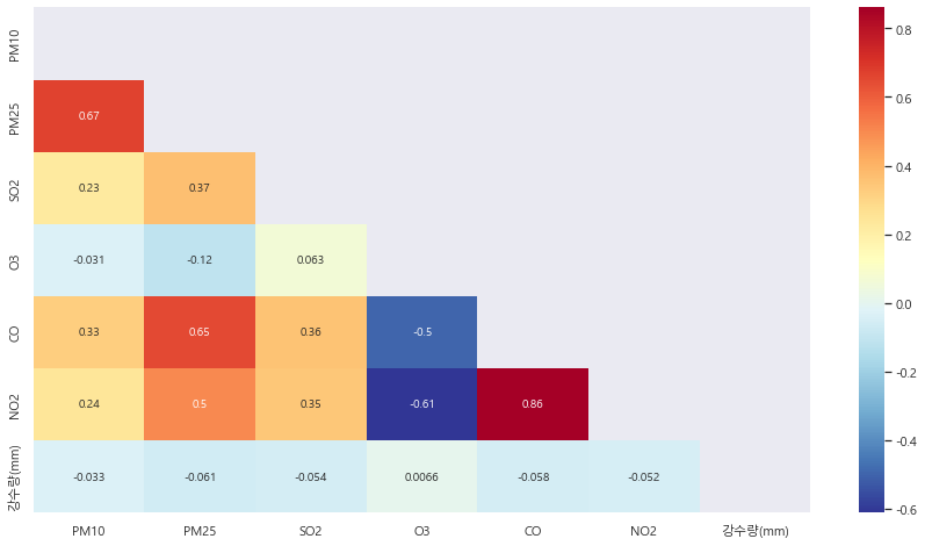 PM10
PM25 0.67
SO2 0.23 0.37
O3 -0.031 -0.12 0.063
CO 0.33 0.65 0.36 -0.5
NO2 0.24 0.5 0.35 -0.61 0.86
강수량(mm) -0.033 -0.061 -0.054 0.0066 -0.058 -0.052
PM10 PM25 SO2 O3 CO NO2 강수량(mm)
0.8
0.6
0.4
0.2
0.0
-0.2
-0.4
-0.6